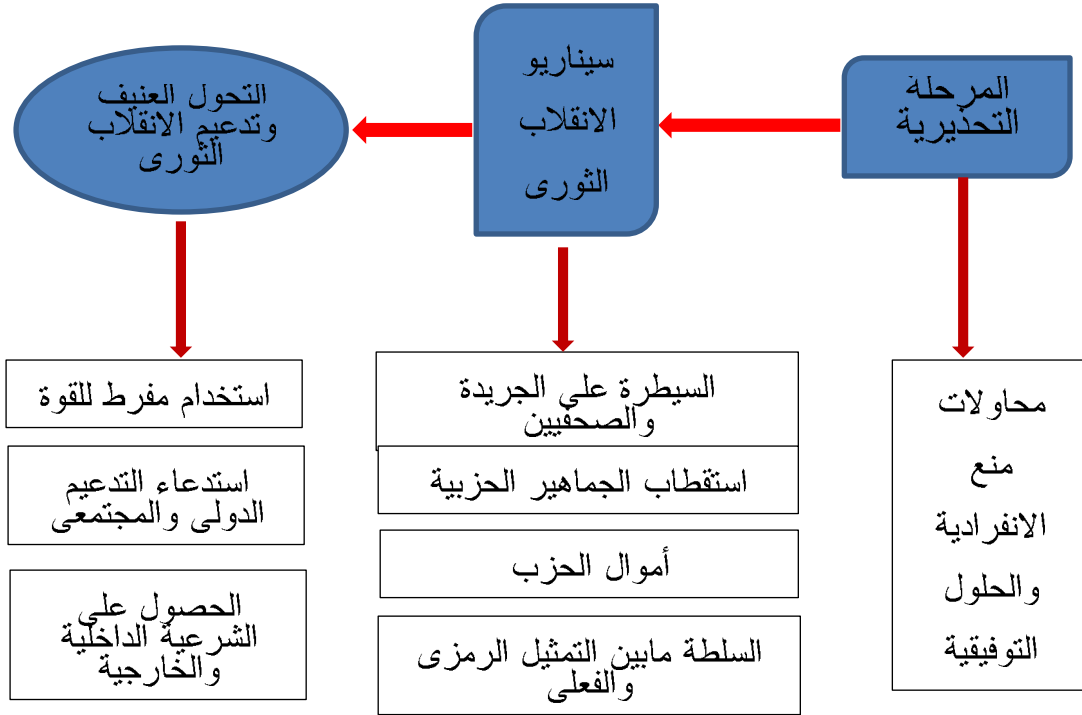 المرحلة
التحذيرية
سيناريو
الانقلاب
الثورى
التحول العنيف
وتدعيم الانقلاب
الثورى
محاولات
منع
الانفرادية
والحلول
التوفيقية
السيطرة على الجريدة
والصحفيين
استقطاب الجماهير الحزبية
أموال الحزب
السلطة مابين التمثيل الرمزى
والفعلى
استخدام مفرط للقوة
استدعاء التدعيم
الدولى والمجتمعى
الحصول على
الشرعية الداخلية
والخارجية